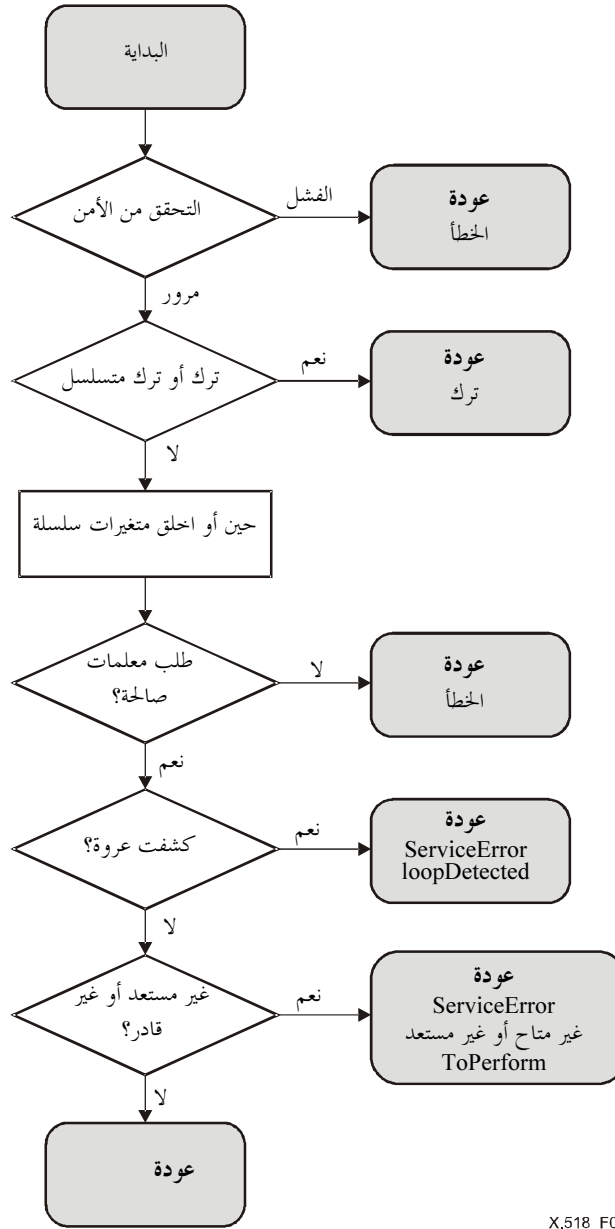 البداية
التحقق من الأمن
الفشل
عودة
الخطأ
مرور
ترك أو ترك متسلسل
نعم
عودة
ترك
لا
حين أو اخلق متغيرات سلسلة
طلب معلمات
صالحة؟
لا
عودة
الخطأ
نعم
كشفت عروة؟
نعم
عودة
ServiceError
loopDetected
لا
غير مستعد أو غير
قادر؟
نعم
عودة
ServiceError
غير متاح أو غير مستعد
ToPerform
لا
عودة
X.518_F0